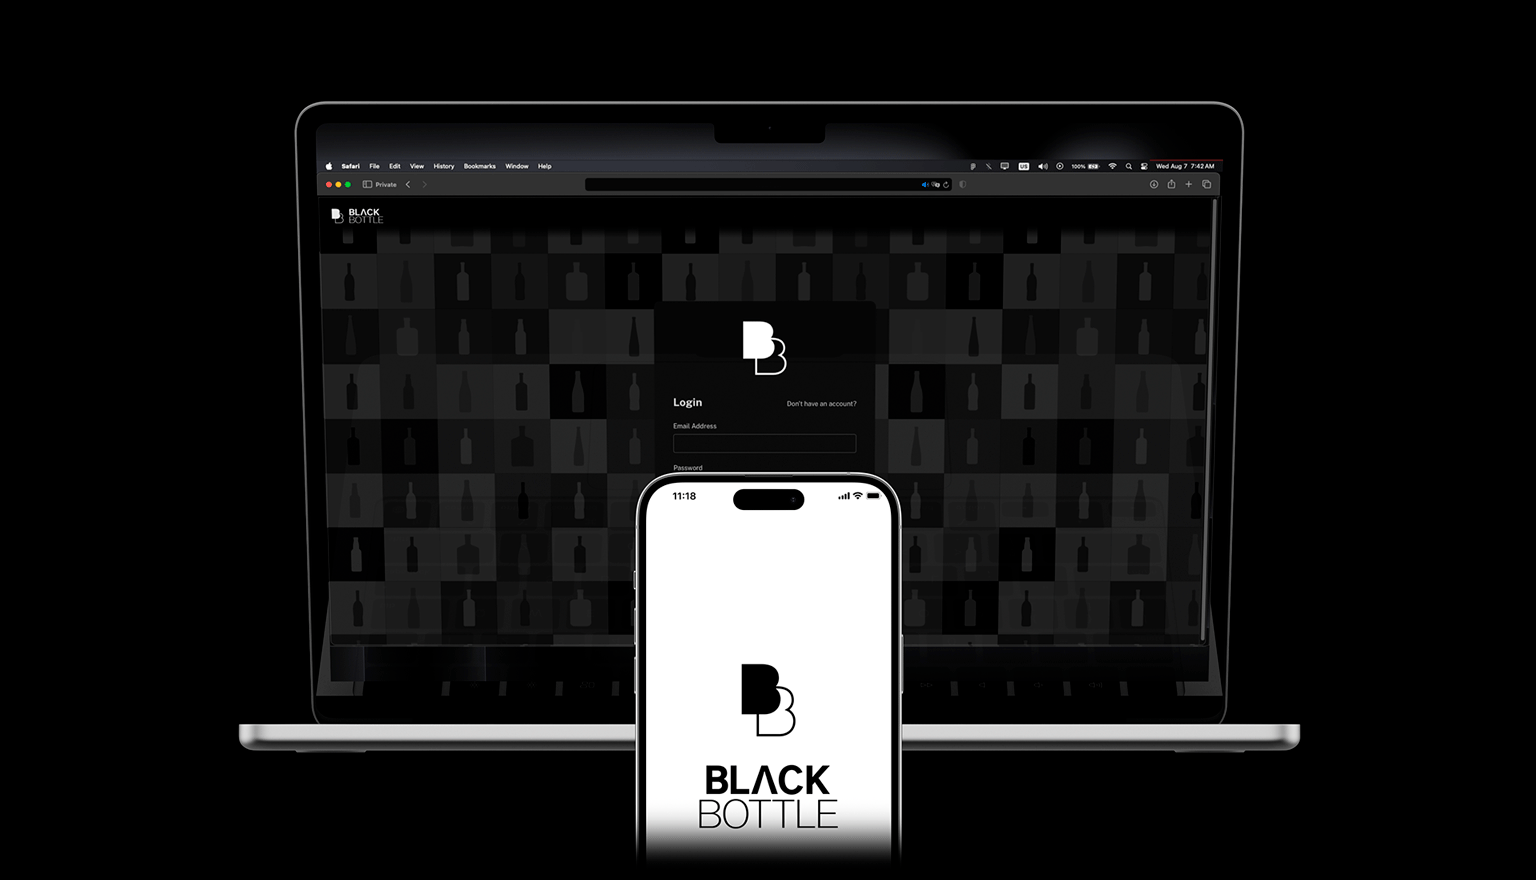 Safari File Edit View History Bookmarks Window Help
US 100% Wed Aug 7 7:42 AM
Private
BLACK
BOTTLE
B
B
Login
Don't have an account?
Email Address
Password
11:18
B
B
BLACK
BOTTLE